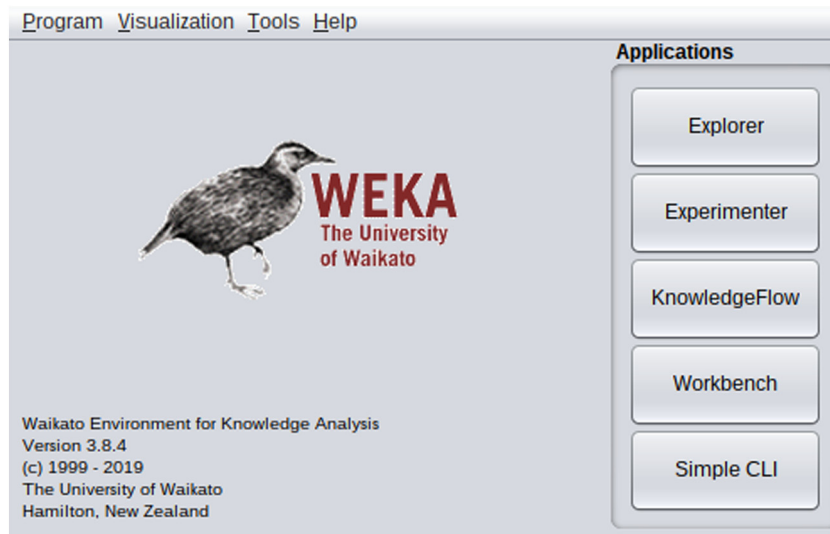 Program Visualization Tools Help
Applications
Explorer
Experimenter
KnowledgeFlow
Workbench
Simple CLI
WEKA
The University
of Waikato
Waikato Environment for Knowledge Analysis
Version 3.8.4
(c) 1999 - 2019
The University of Waikato
Hamilton, New Zealand